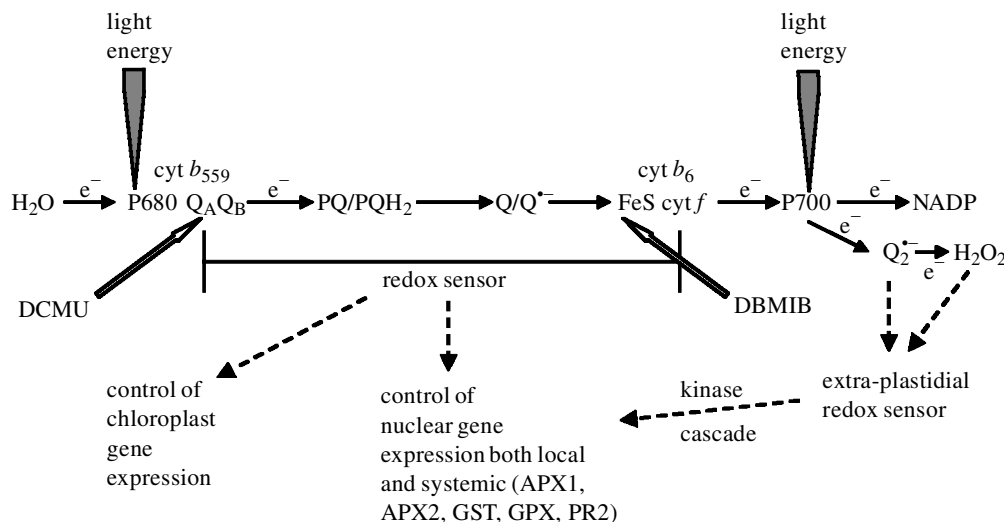 light
energy
light
energy
cyt b₅₅₉
cyt b₆
H₂O
e⁻
P680 Q_AQ_B
e⁻
PQ/PQH₂
Q/Q•⁻
FeS cyt f
e⁻
P700
e⁻
NADP
e⁻
Q₂•⁻
e⁻
H₂O₂
DCMU
redox sensor
DBMIB
control of
chloroplast
gene
expression
control of
nuclear gene
expression both local
and systemic (APX1,
APX2, GST, GPX, PR2)
kinase
cascade
extra-plastidial
redox sensor